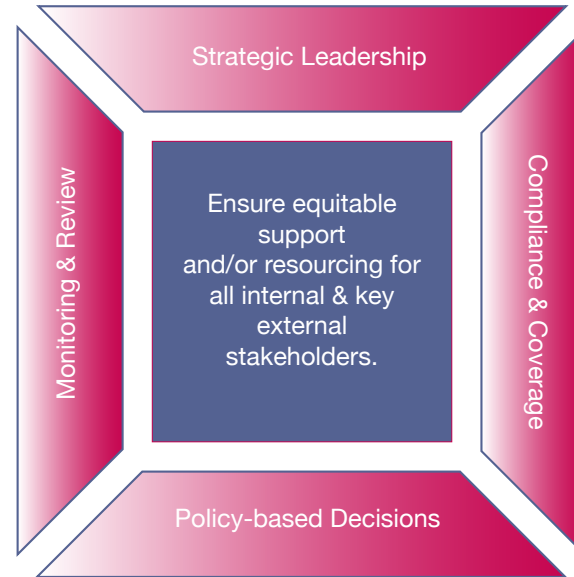 Strategic Leadership
Monitoring & Review
Ensure equitable
support
and/or resourcing for
all internal & key
external
stakeholders.
Compliance & Coverage
Policy-based Decisions